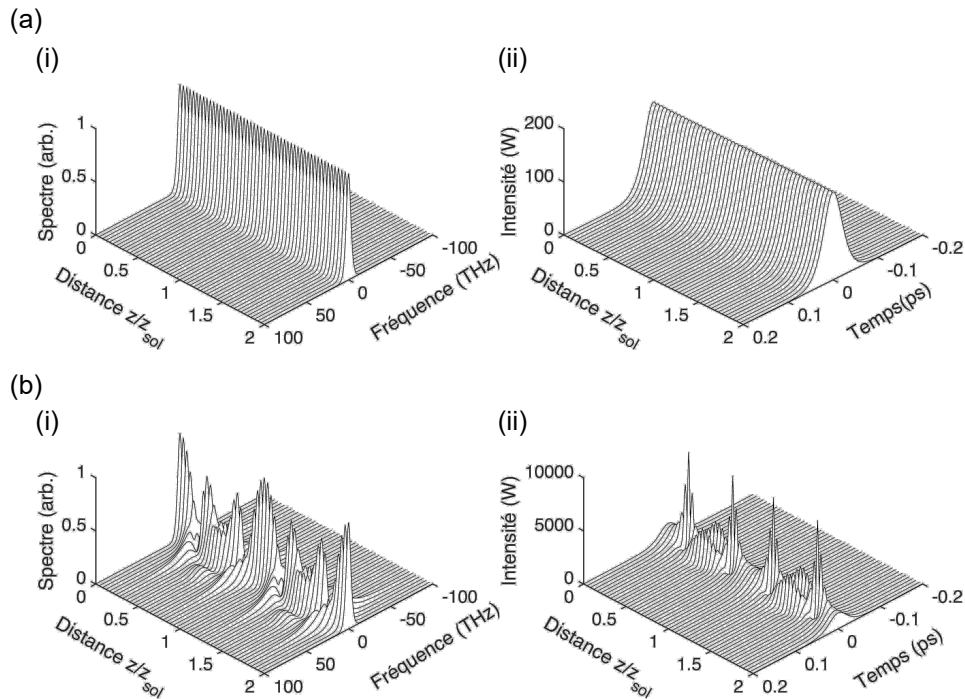 (a)
(i)
(ii)
Spectre (arb.)
1
0.5
0
0
0.5
1
1.5
2
Distance z/z_sol
100
50
0
-50
-100
Fréquence (THz)
Intensité (W)
200
100
0
0
0.5
1
1.5
2
Distance z/z_sol
0.2
0.1
0
-0.1
-0.2
Temps(ps)
(b)
(i)
(ii)
Spectre (arb.)
1
0.5
0
0
0.5
1
1.5
2
Distance z/z_sol
100
50
0
-50
-100
Fréquence (THz)
Intensité (W)
10000
5000
0
0
0.5
1
1.5
2
Distance z/z_sol
0.2
0.1
0
-0.1
-0.2
Temps (ps)